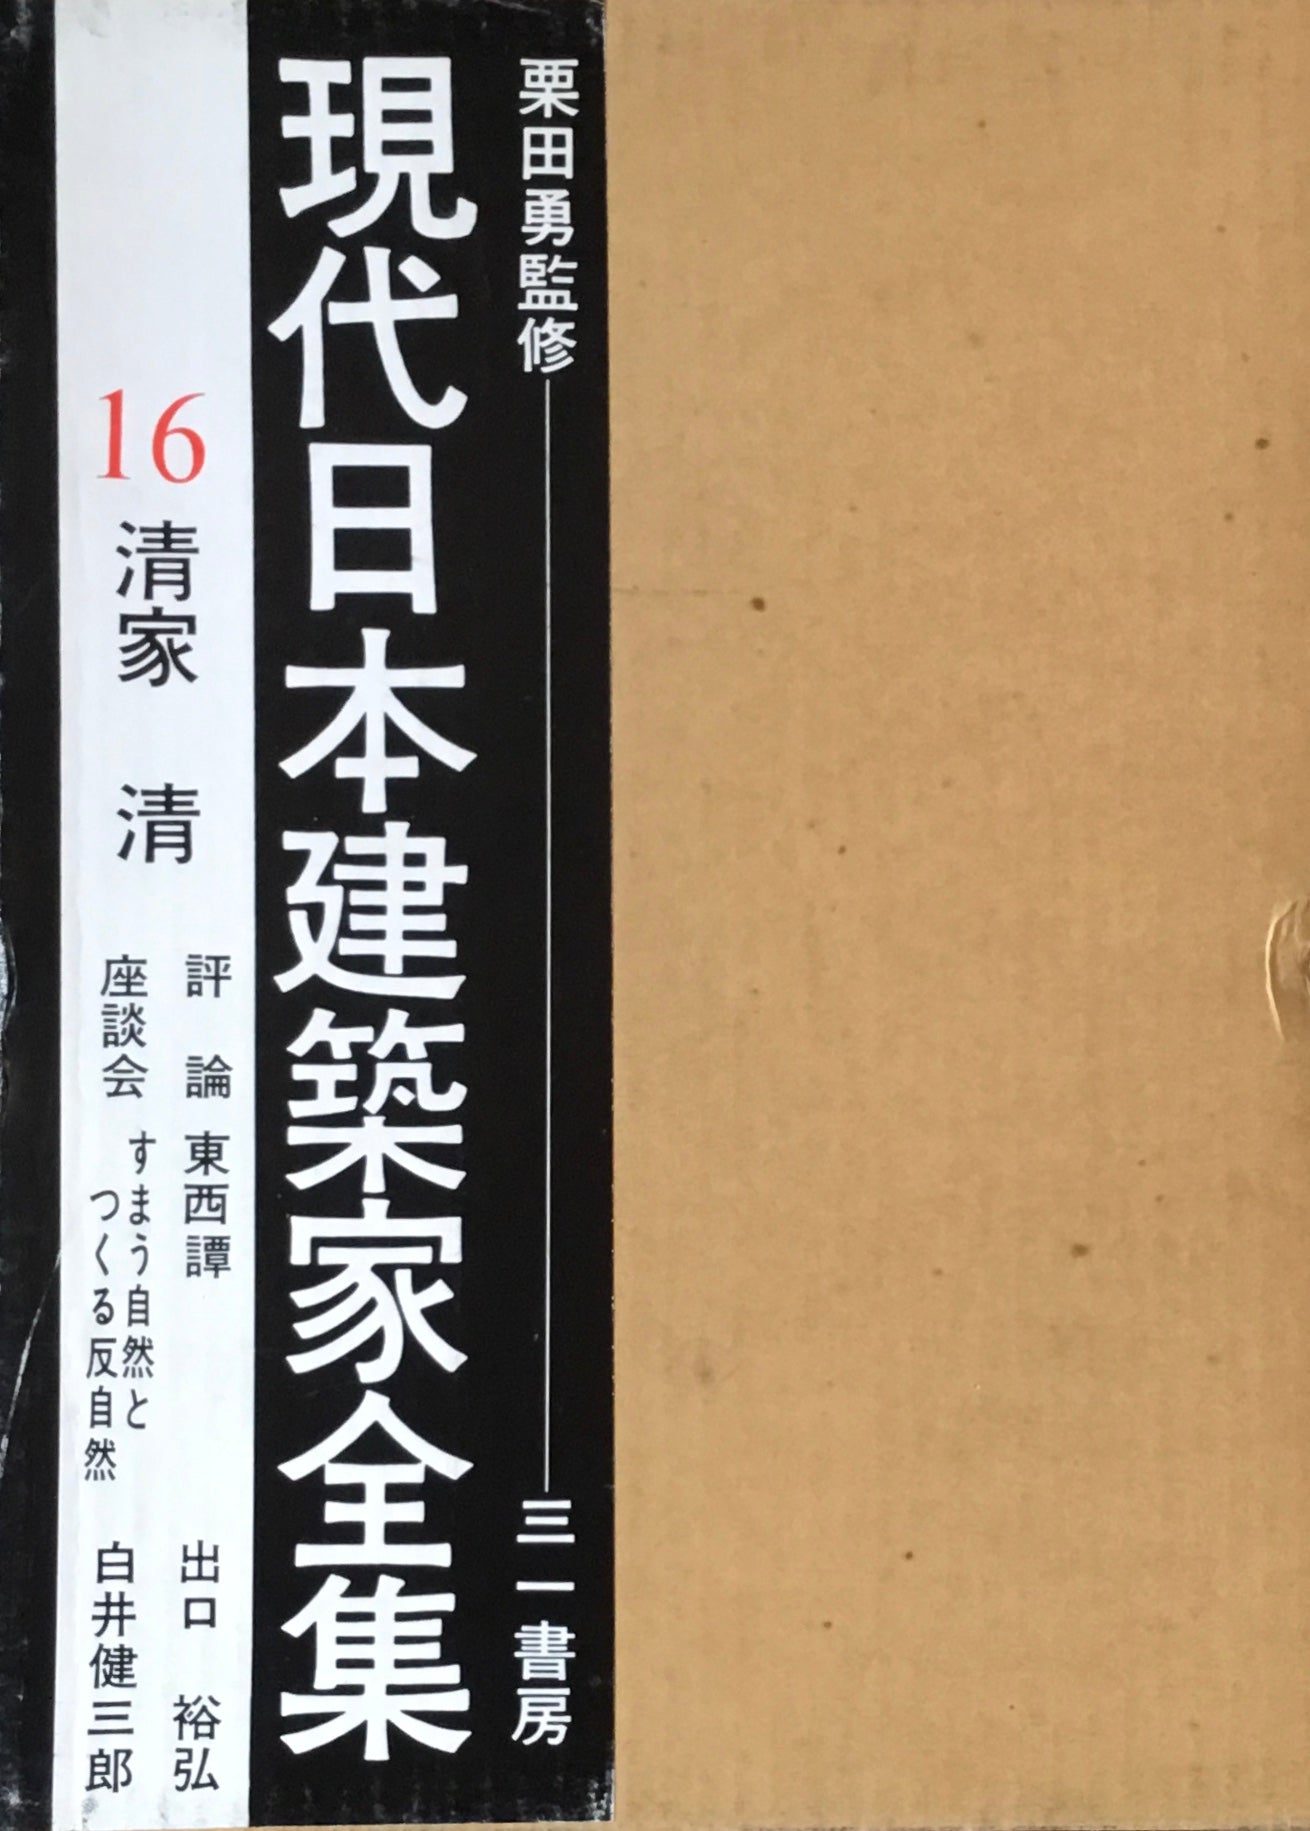 栗田勇監修
三一書房
現代日本建築家全集
16 清家 清
評論 東西譚 出口裕弘
座談会 すまう自然と
つくる反自然 白井健三郎